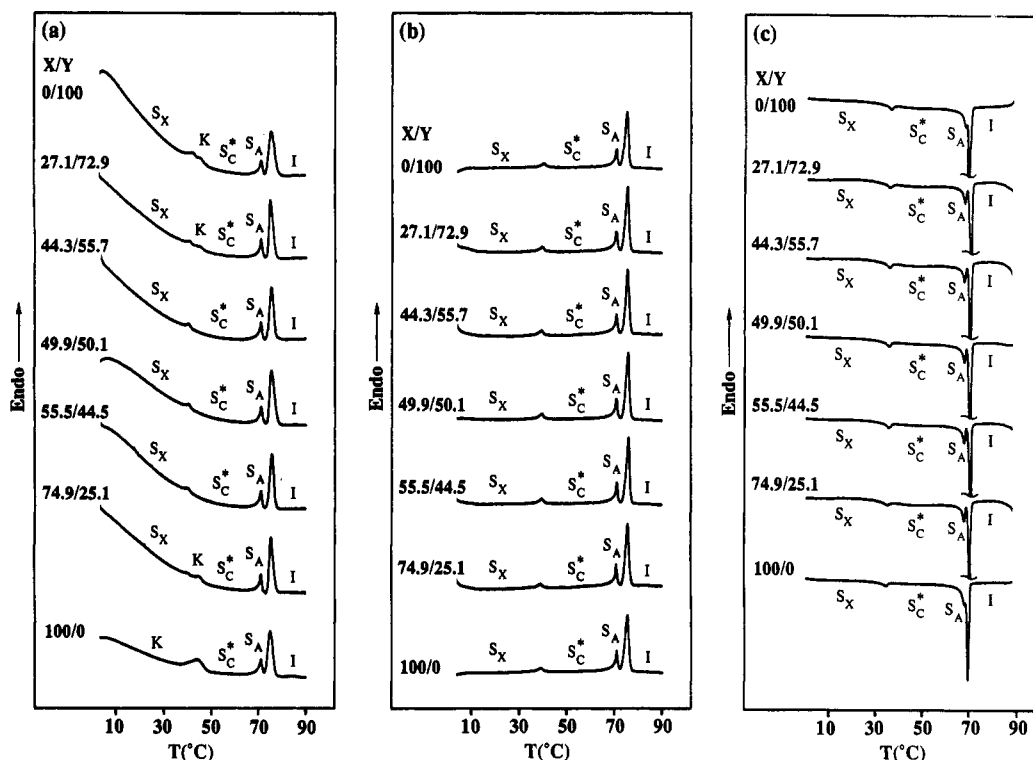 (a)
X/Y
0/100
S_X K S_C^* S_A I
27.1/72.9
S_X K S_C^* S_A I
44.3/55.7
S_X S_C^* S_A I
49.9/50.1
S_X S_C^* S_A I
55.5/44.5
S_X S_C^* S_A I
74.9/25.1
S_X K S_C^* S_A I
100/0
K S_C^* S_A I
Endo
10 30 50 70 90
T(°C)
(b)
X/Y
0/100
S_X S_C^* S_A I
27.1/72.9
S_X S_C^* S_A I
44.3/55.7
S_X S_C^* S_A I
49.9/50.1
S_X S_C^* S_A I
55.5/44.5
S_X S_C^* S_A I
74.9/25.1
S_X S_C^* S_A I
100/0
S_X S_C^* S_A I
Endo
10 30 50 70 90
T(°C)
(c)
X/Y
0/100
S_X S_C^* S_A I
27.1/72.9
S_X S_C^* S_A I
44.3/55.7
S_X S_C^* S_A I
49.9/50.1
S_X S_C^* S_A I
55.5/44.5
S_X S_C^* S_A I
74.9/25.1
S_X S_C^* S_A I
100/0
S_X S_C^* S_A I
Endo
10 30 50 70 90
T(°C)